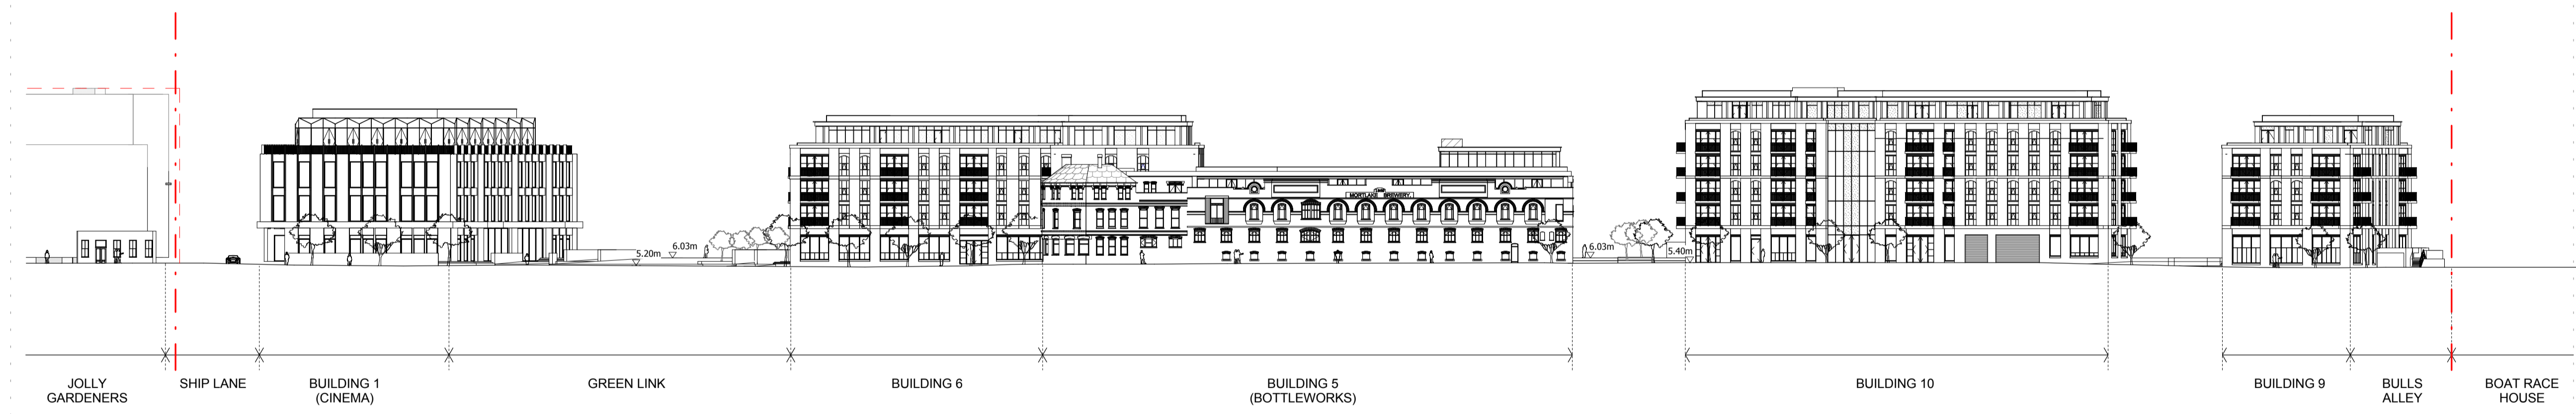 MORTLAKE BREWERY.
5.20m
6.03m
6.03m
5.40m
JOLLY
GARDENERS
SHIP LANE
BUILDING 1
(CINEMA)
GREEN LINK
BUILDING 6
BUILDING 5
(BOTTLEWORKS)
BUILDING 10
BUILDING 9
BULLS
ALLEY
BOAT RACE
HOUSE